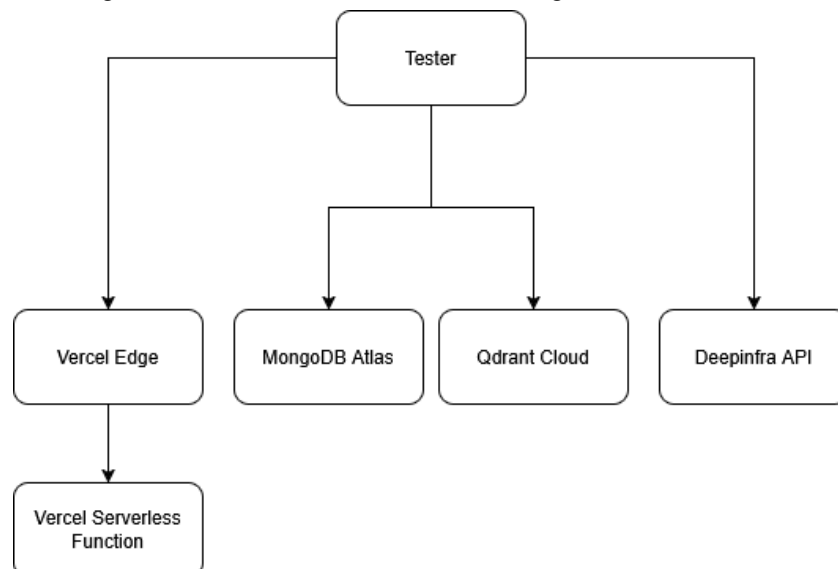 Tester
Vercel Edge
MongoDB Atlas
Qdrant Cloud
Deepinfra API
Vercel Serverless
Function